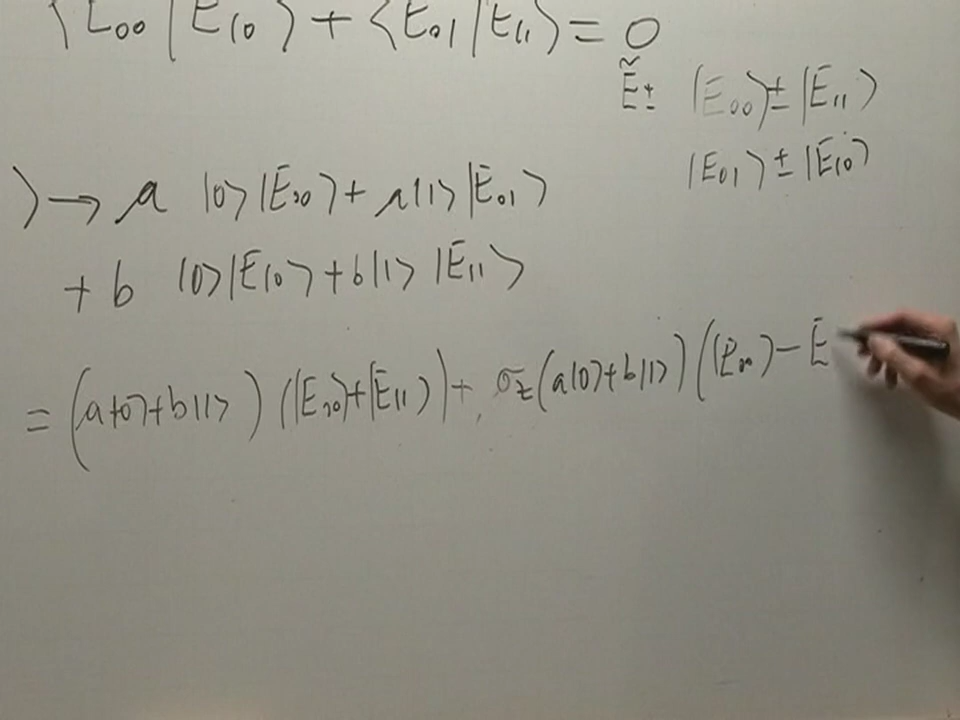 ⟨E₀₀|E₁₀⟩ + ⟨E₀₁|E₁₁⟩ = 0
Ẽ± |E₀₀⟩ ± |E₁₁⟩
|E₀₁⟩ ± |E₁₀⟩
⟩ → a |0⟩|E₀₀⟩ + a|1⟩|E₀₁⟩
+ b |0⟩|E₁₀⟩ + b|1⟩ |E₁₁⟩
= (a|0⟩+b|1⟩) (|E₀₀⟩+|E₁₁⟩) + σz(a|0⟩+b|1⟩) (|E₀₀⟩ − E